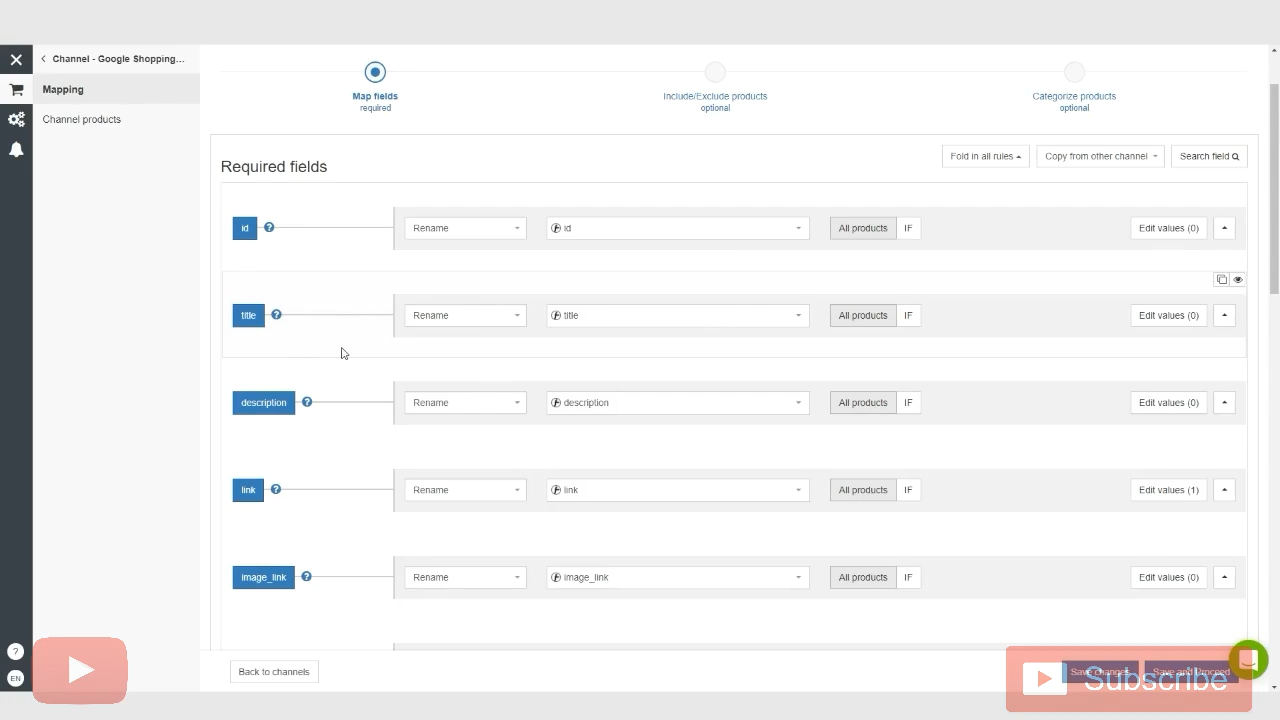 Channel - Google Shopping...
Mapping
Channel products
Map fields
required
Include/Exclude products
optional
Categorize products
optional
Required fields
Fold in all rules
Copy from other channel
Search field
id ? Rename id All products IF Edit values (0)
title ? Rename title All products IF Edit values (0)
description ? Rename description All products IF Edit values (0)
link ? Rename link All products IF Edit values (1)
image_link ? Rename image_link All products IF Edit values (0)
?
EN
Back to channels
Save changes
Save and Proceed
Subscribe